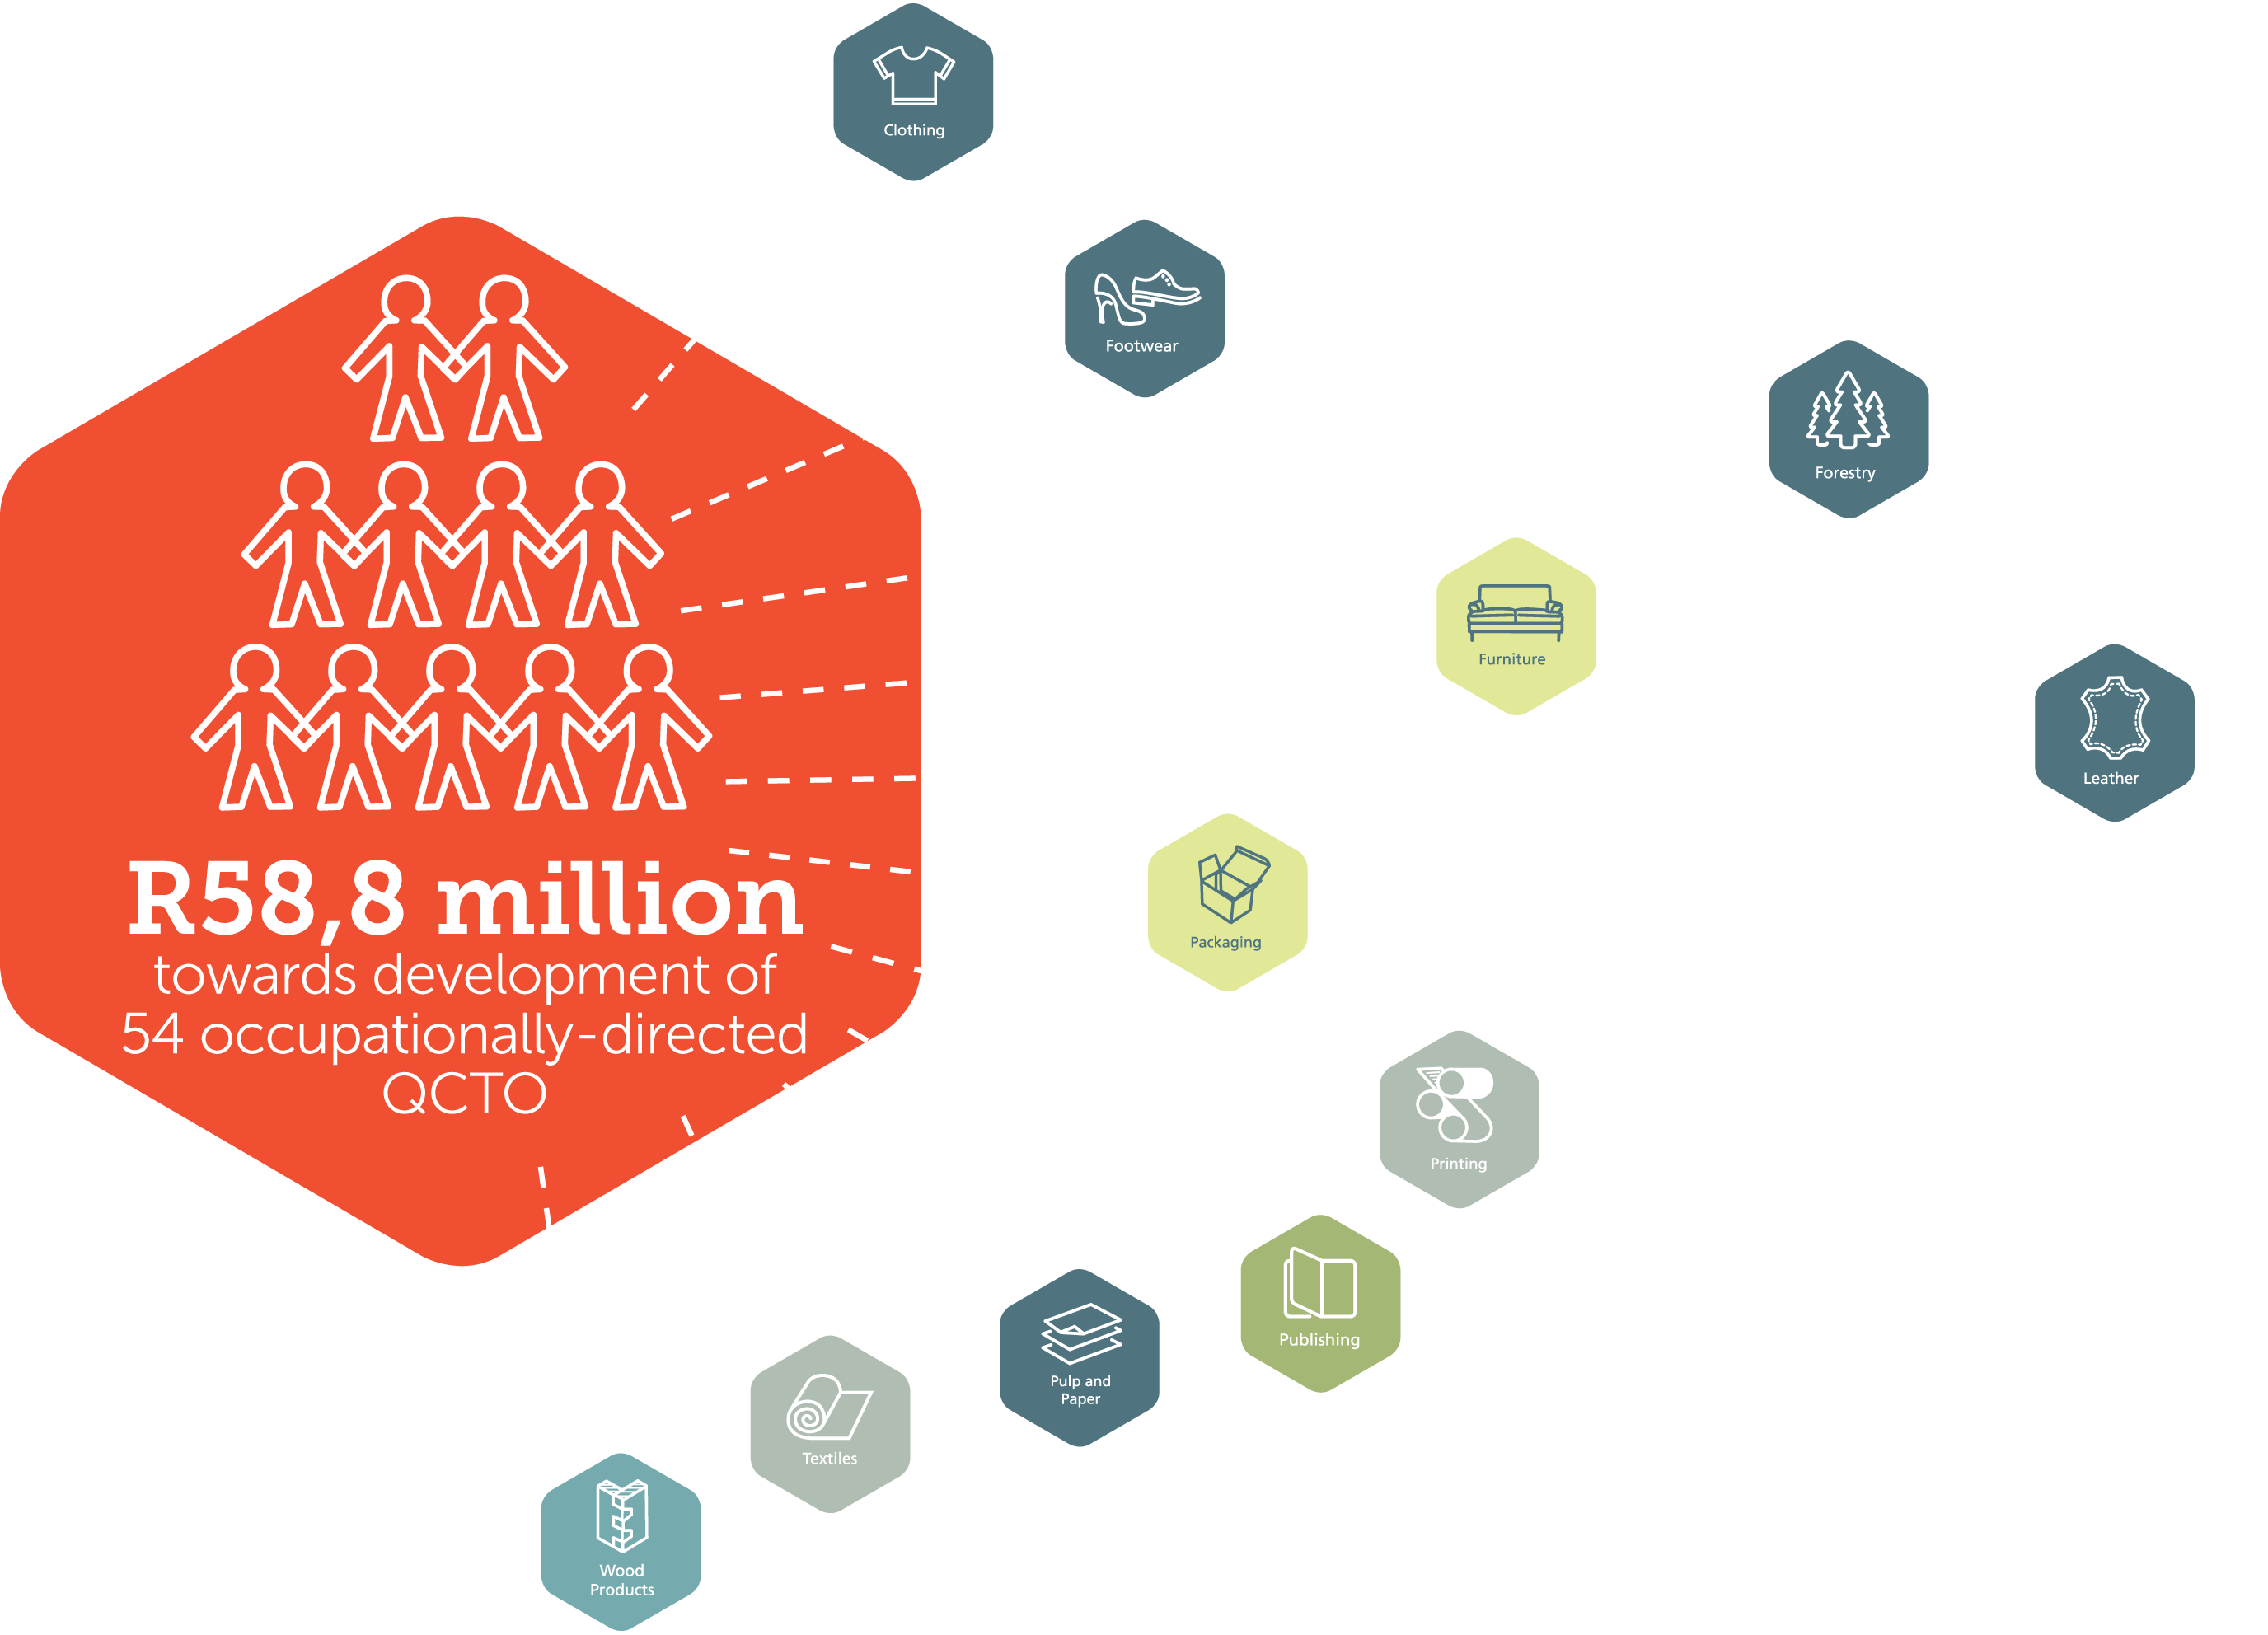 Clothing
Footwear
Forestry
Furniture
Leather
R58,8 million
towards development of
54 occupationally-directed
QCTO
Packaging
Printing
Publishing
Pulp and
Paper
Textiles
Wood
Products